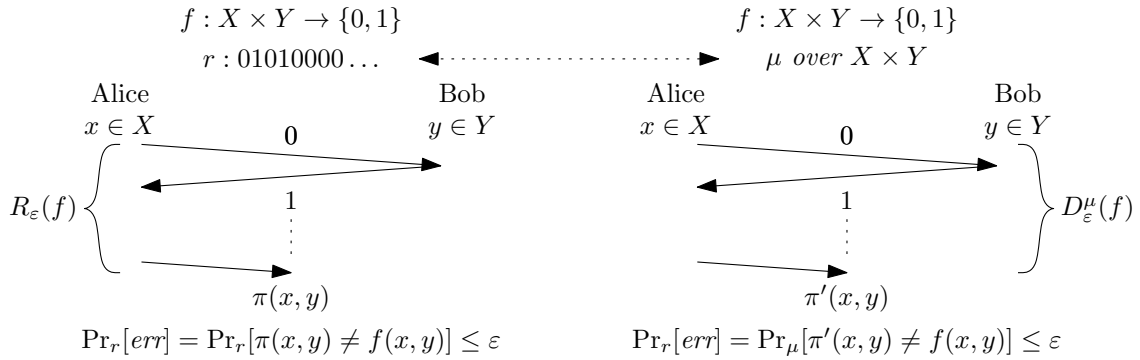 f : X × Y → {0, 1}
r : 01010000 . . .
Alice
x ∈ X
Bob
y ∈ Y
0
1
R_ε(f)
π(x, y)
Pr_r[err] = Pr_r[π(x, y) ≠ f(x, y)] ≤ ε
f : X × Y → {0, 1}
μ over X × Y
Alice
x ∈ X
Bob
y ∈ Y
0
1
D_ε^μ(f)
π′(x, y)
Pr_r[err] = Pr_μ[π′(x, y) ≠ f(x, y)] ≤ ε